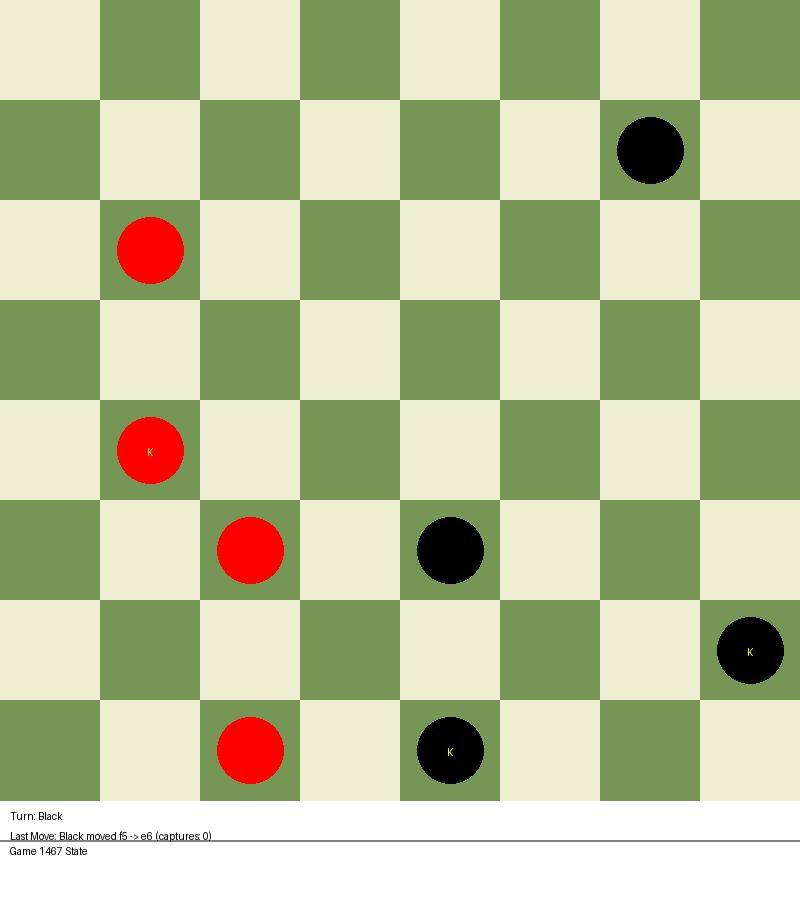 K
K
K
Turn: Black
Last Move: Black moved f5 -> e6 (captures: 0)
Game 1467 State